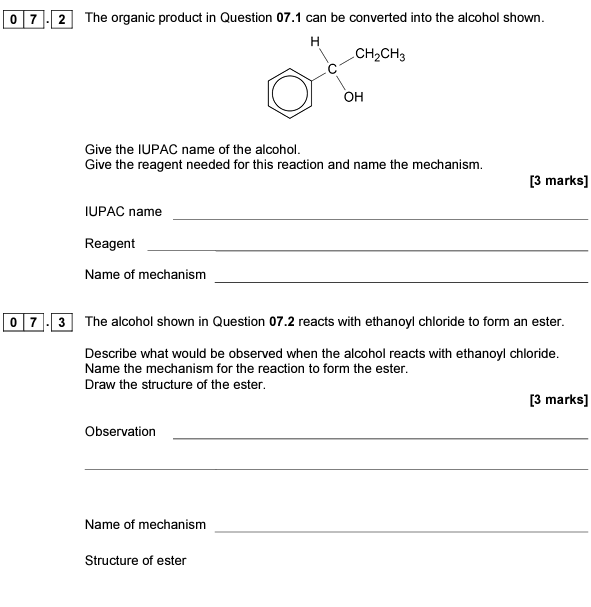 0 7 . 2 The organic product in Question 07.1 can be converted into the alcohol shown.
H
CH₂CH₃
C
OH
Give the IUPAC name of the alcohol.
Give the reagent needed for this reaction and name the mechanism.
[3 marks]
IUPAC name
Reagent
Name of mechanism
0 7 . 3 The alcohol shown in Question 07.2 reacts with ethanoyl chloride to form an ester.
Describe what would be observed when the alcohol reacts with ethanoyl chloride.
Name the mechanism for the reaction to form the ester.
Draw the structure of the ester.
[3 marks]
Observation
Name of mechanism
Structure of ester